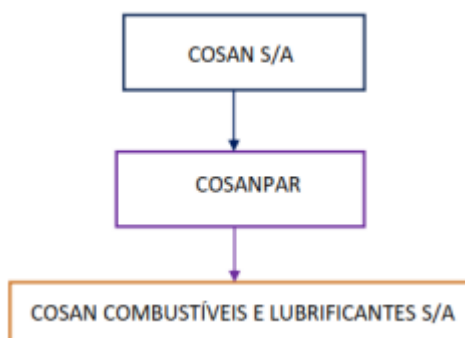 COSAN S/A
COSANPAR
COSAN COMBUSTÍVEIS E LUBRIFICANTES S/A